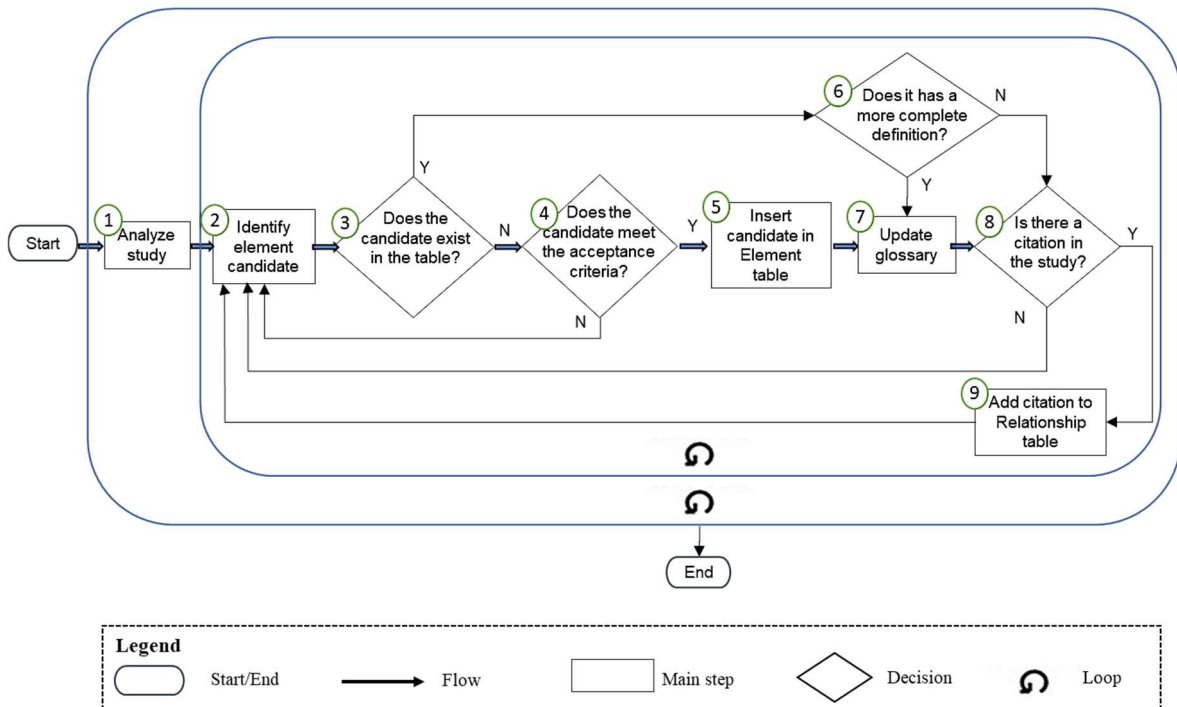 6
Does it has a
more complete
definition?
N
Y
Y
1
Analyze
study
2
Identify
element
candidate
3
Does the
candidate exist
in the table?
N
4
Does the
candidate meet
the acceptance
criteria?
Y
5
Insert
candidate in
Element
table
7
Update
glossary
8
Is there a
citation in
the study?
Y
Start
N
N
9
Add citation to
Relationship
table
End
Legend
Start/End
Flow
Main step
Decision
Loop